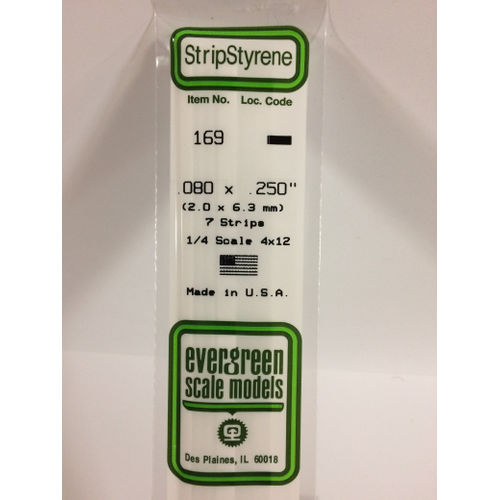 StripStyrene
Item No. Loc. Code
169
.080 x .250"
(2.0 x 6.3 mm)
7 Strips
1/4 Scale 4x12
Made in U.S.A.
evergreen
scale models
Des Plaines, IL 60018